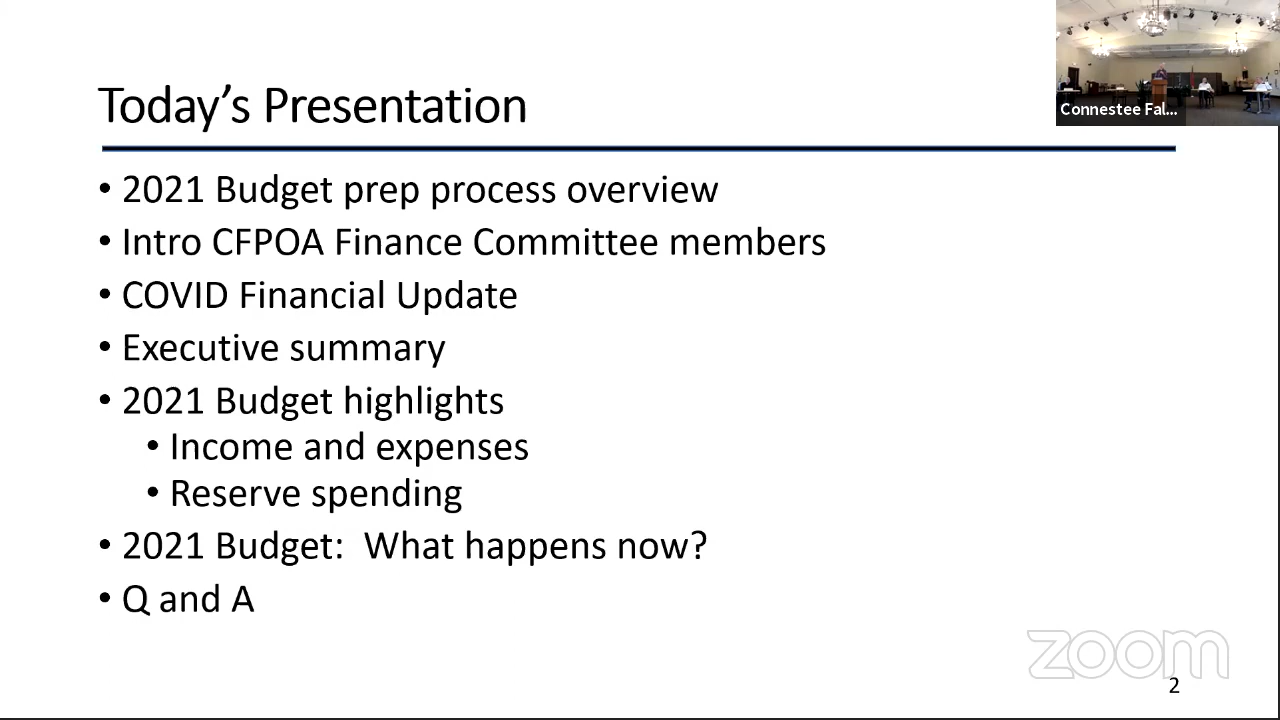 Connestee Fal...
Today's Presentation
• 2021 Budget prep process overview
• Intro CFPOA Finance Committee members
• COVID Financial Update
• Executive summary
• 2021 Budget highlights
• Income and expenses
• Reserve spending
• 2021 Budget:  What happens now?
• Q and A
zoom
2